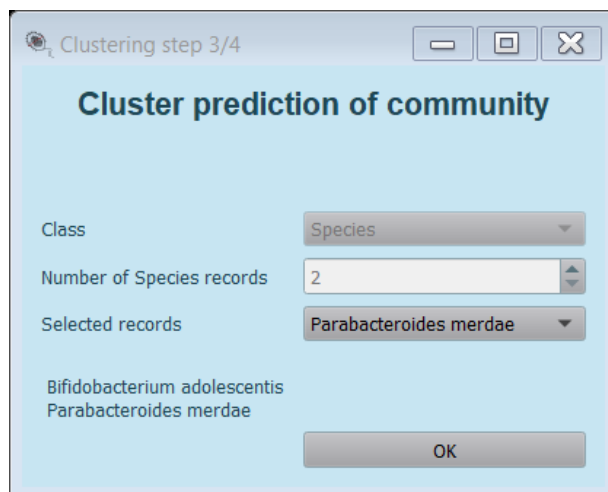 Clustering step 3/4
Cluster prediction of community
Class Species
Number of Species records 2
Selected records Parabacteroides merdae
Bifidobacterium adolescentis
Parabacteroides merdae
OK